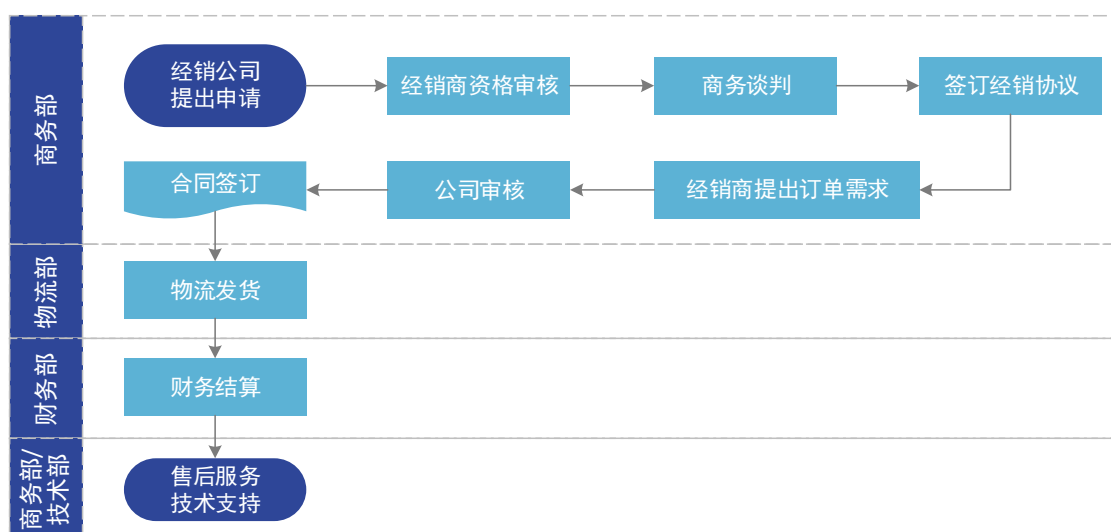 商务部
经销公司
提出申请
经销商资格审核
商务谈判
签订经销协议
合同签订
公司审核
经销商提出订单需求
物流部
物流发货
财务部
财务结算
商务部/
技术部
售后服务
技术支持